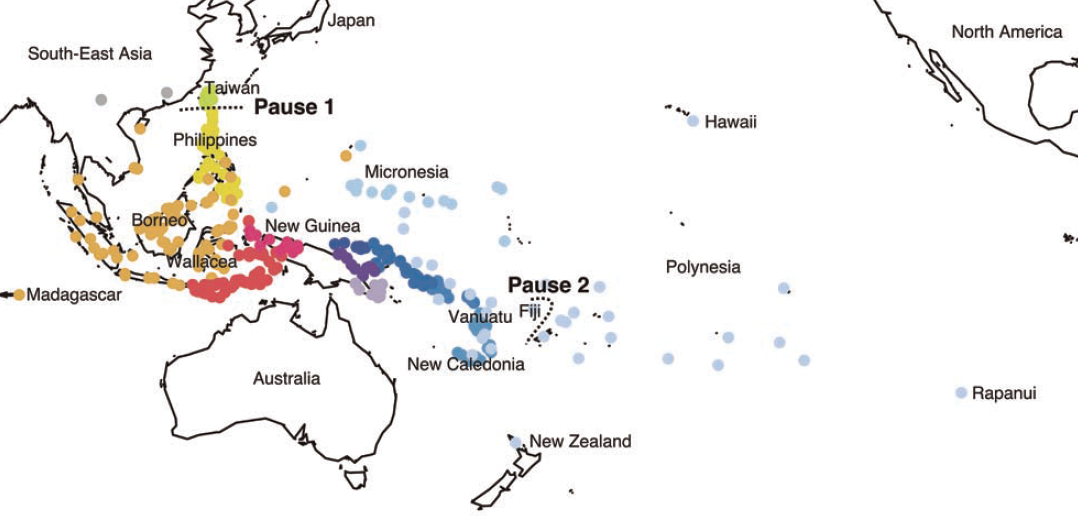 Japan
North America
South-East Asia
Taiwan
Pause 1
Hawaii
Philippines
Micronesia
Borneo
New Guinea
Wallacea
Polynesia
Pause 2
Madagascar
Fiji
Vanuatu
New Caledonia
Australia
Rapanui
New Zealand